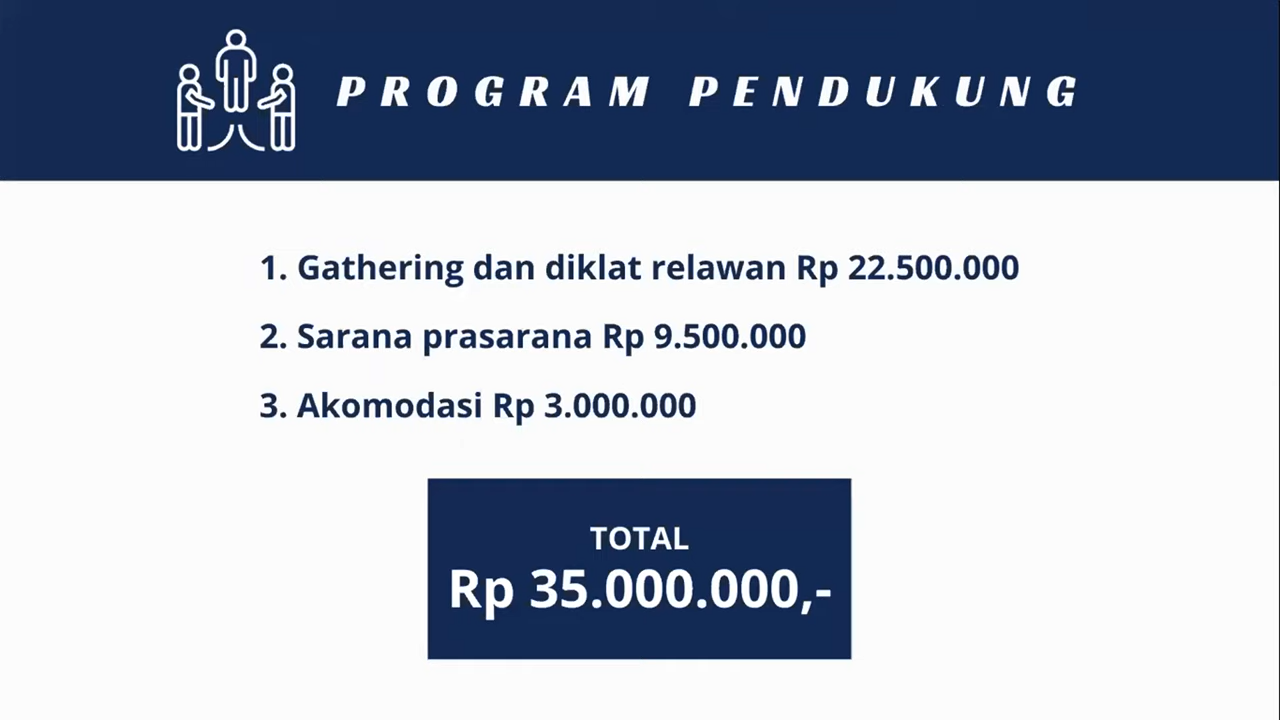 PROGRAM PENDUKUNG
1. Gathering dan diklat relawan Rp 22.500.000
2. Sarana prasarana Rp 9.500.000
3. Akomodasi Rp 3.000.000
TOTAL
Rp 35.000.000,-